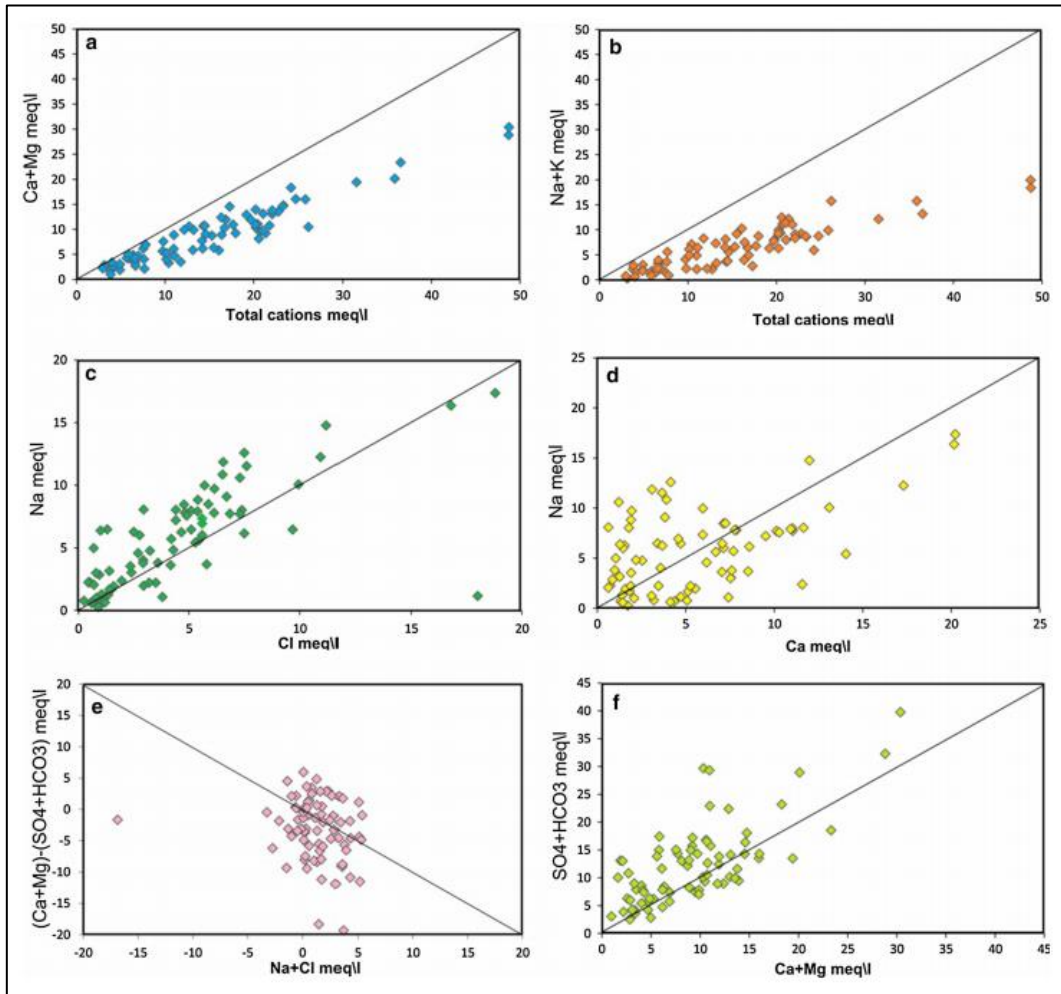 a
Ca+Mg meq\l
50
45
40
35
30
25
20
15
10
5
0
0 10 20 30 40 50
Total cations meq\l
b
Na+K meq\l
50
45
40
35
30
25
20
15
10
5
0
0 10 20 30 40 50
Total cations meq\l
c
Na meq\l
20
15
10
5
0
0 5 10 15 20
Cl meq\l
d
Na meq\l
25
20
15
10
5
0
0 5 10 15 20 25
Ca meq\l
e
(Ca+Mg)-(SO4+HCO3) meq\l
20
15
10
5
0
-5
-10
-15
-20
-20 -15 -10 -5 0 5 10 15 20
Na+Cl meq\l
f
SO4+HCO3 meq\l
45
40
35
30
25
20
15
10
5
0
0 5 10 15 20 25 30 35 40 45
Ca+Mg meq\l